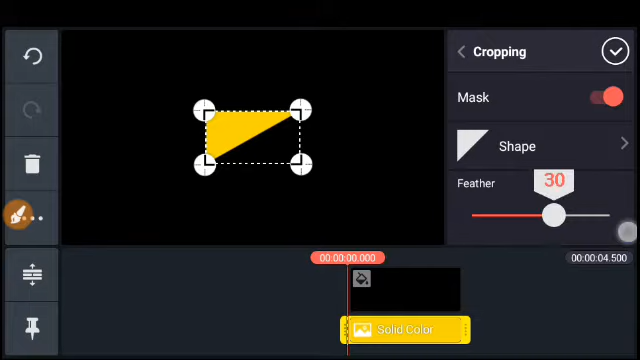 Cropping
Mask
Shape
Feather
30
00:00:00.000
00:00:04.500
Solid Color